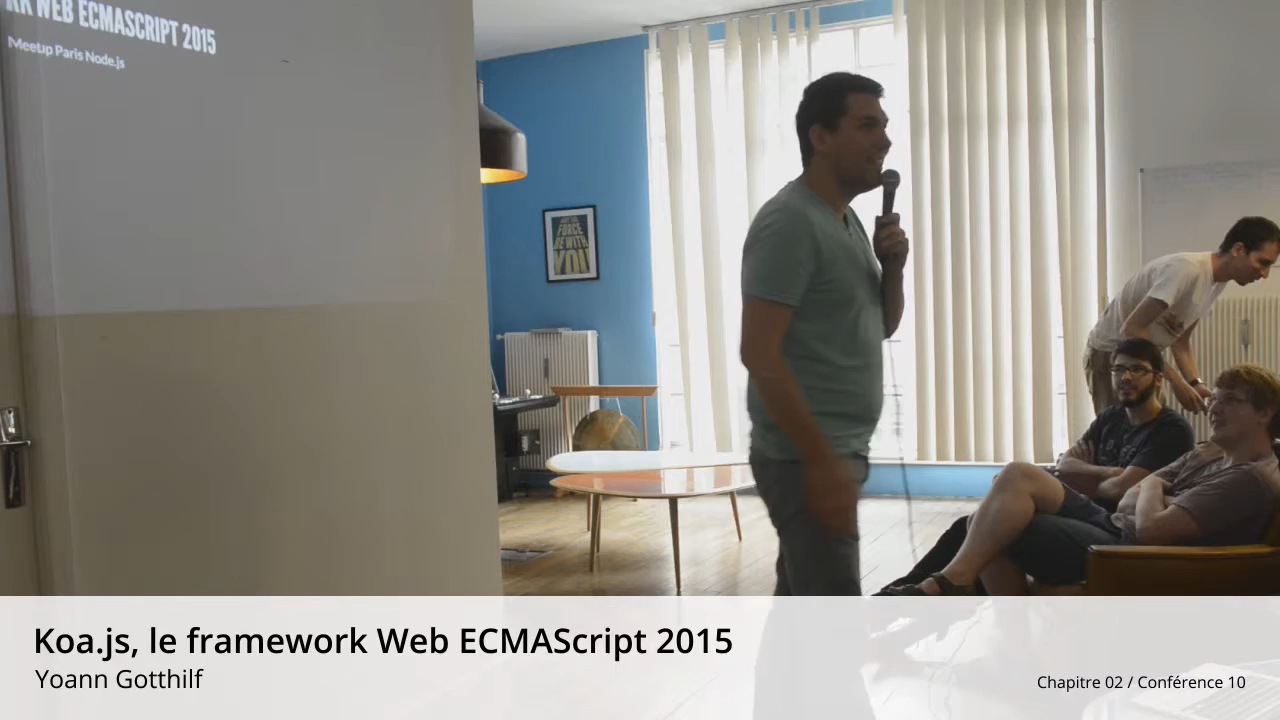 WEB ECMASCRIPT 2015
Meetup Paris Node.js
FORCE
BE WITH
YOU
Koa.js, le framework Web ECMAScript 2015
Yoann Gotthilf
Chapitre 02 / Conférence 10